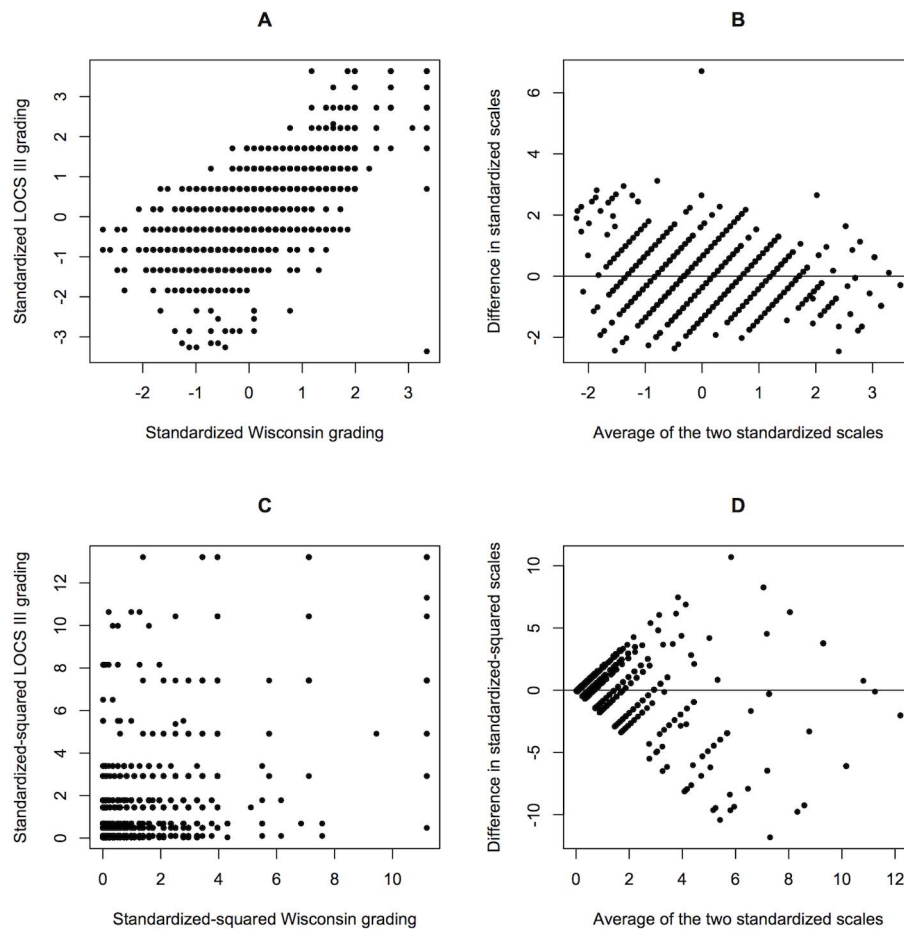 A
Standardized LOCS III grading
3
2
1
0
-1
-2
-3
-2 -1 0 1 2 3
Standardized Wisconsin grading
B
Difference in standardized scales
6
4
2
0
-2
-2 -1 0 1 2 3
Average of the two standardized scales
C
Standardized-squared LOCS III grading
12
10
8
6
4
2
0
0 2 4 6 8 10
Standardized-squared Wisconsin grading
D
Difference in standardized-squared scales
10
5
0
-5
-10
0 2 4 6 8 10 12
Average of the two standardized scales